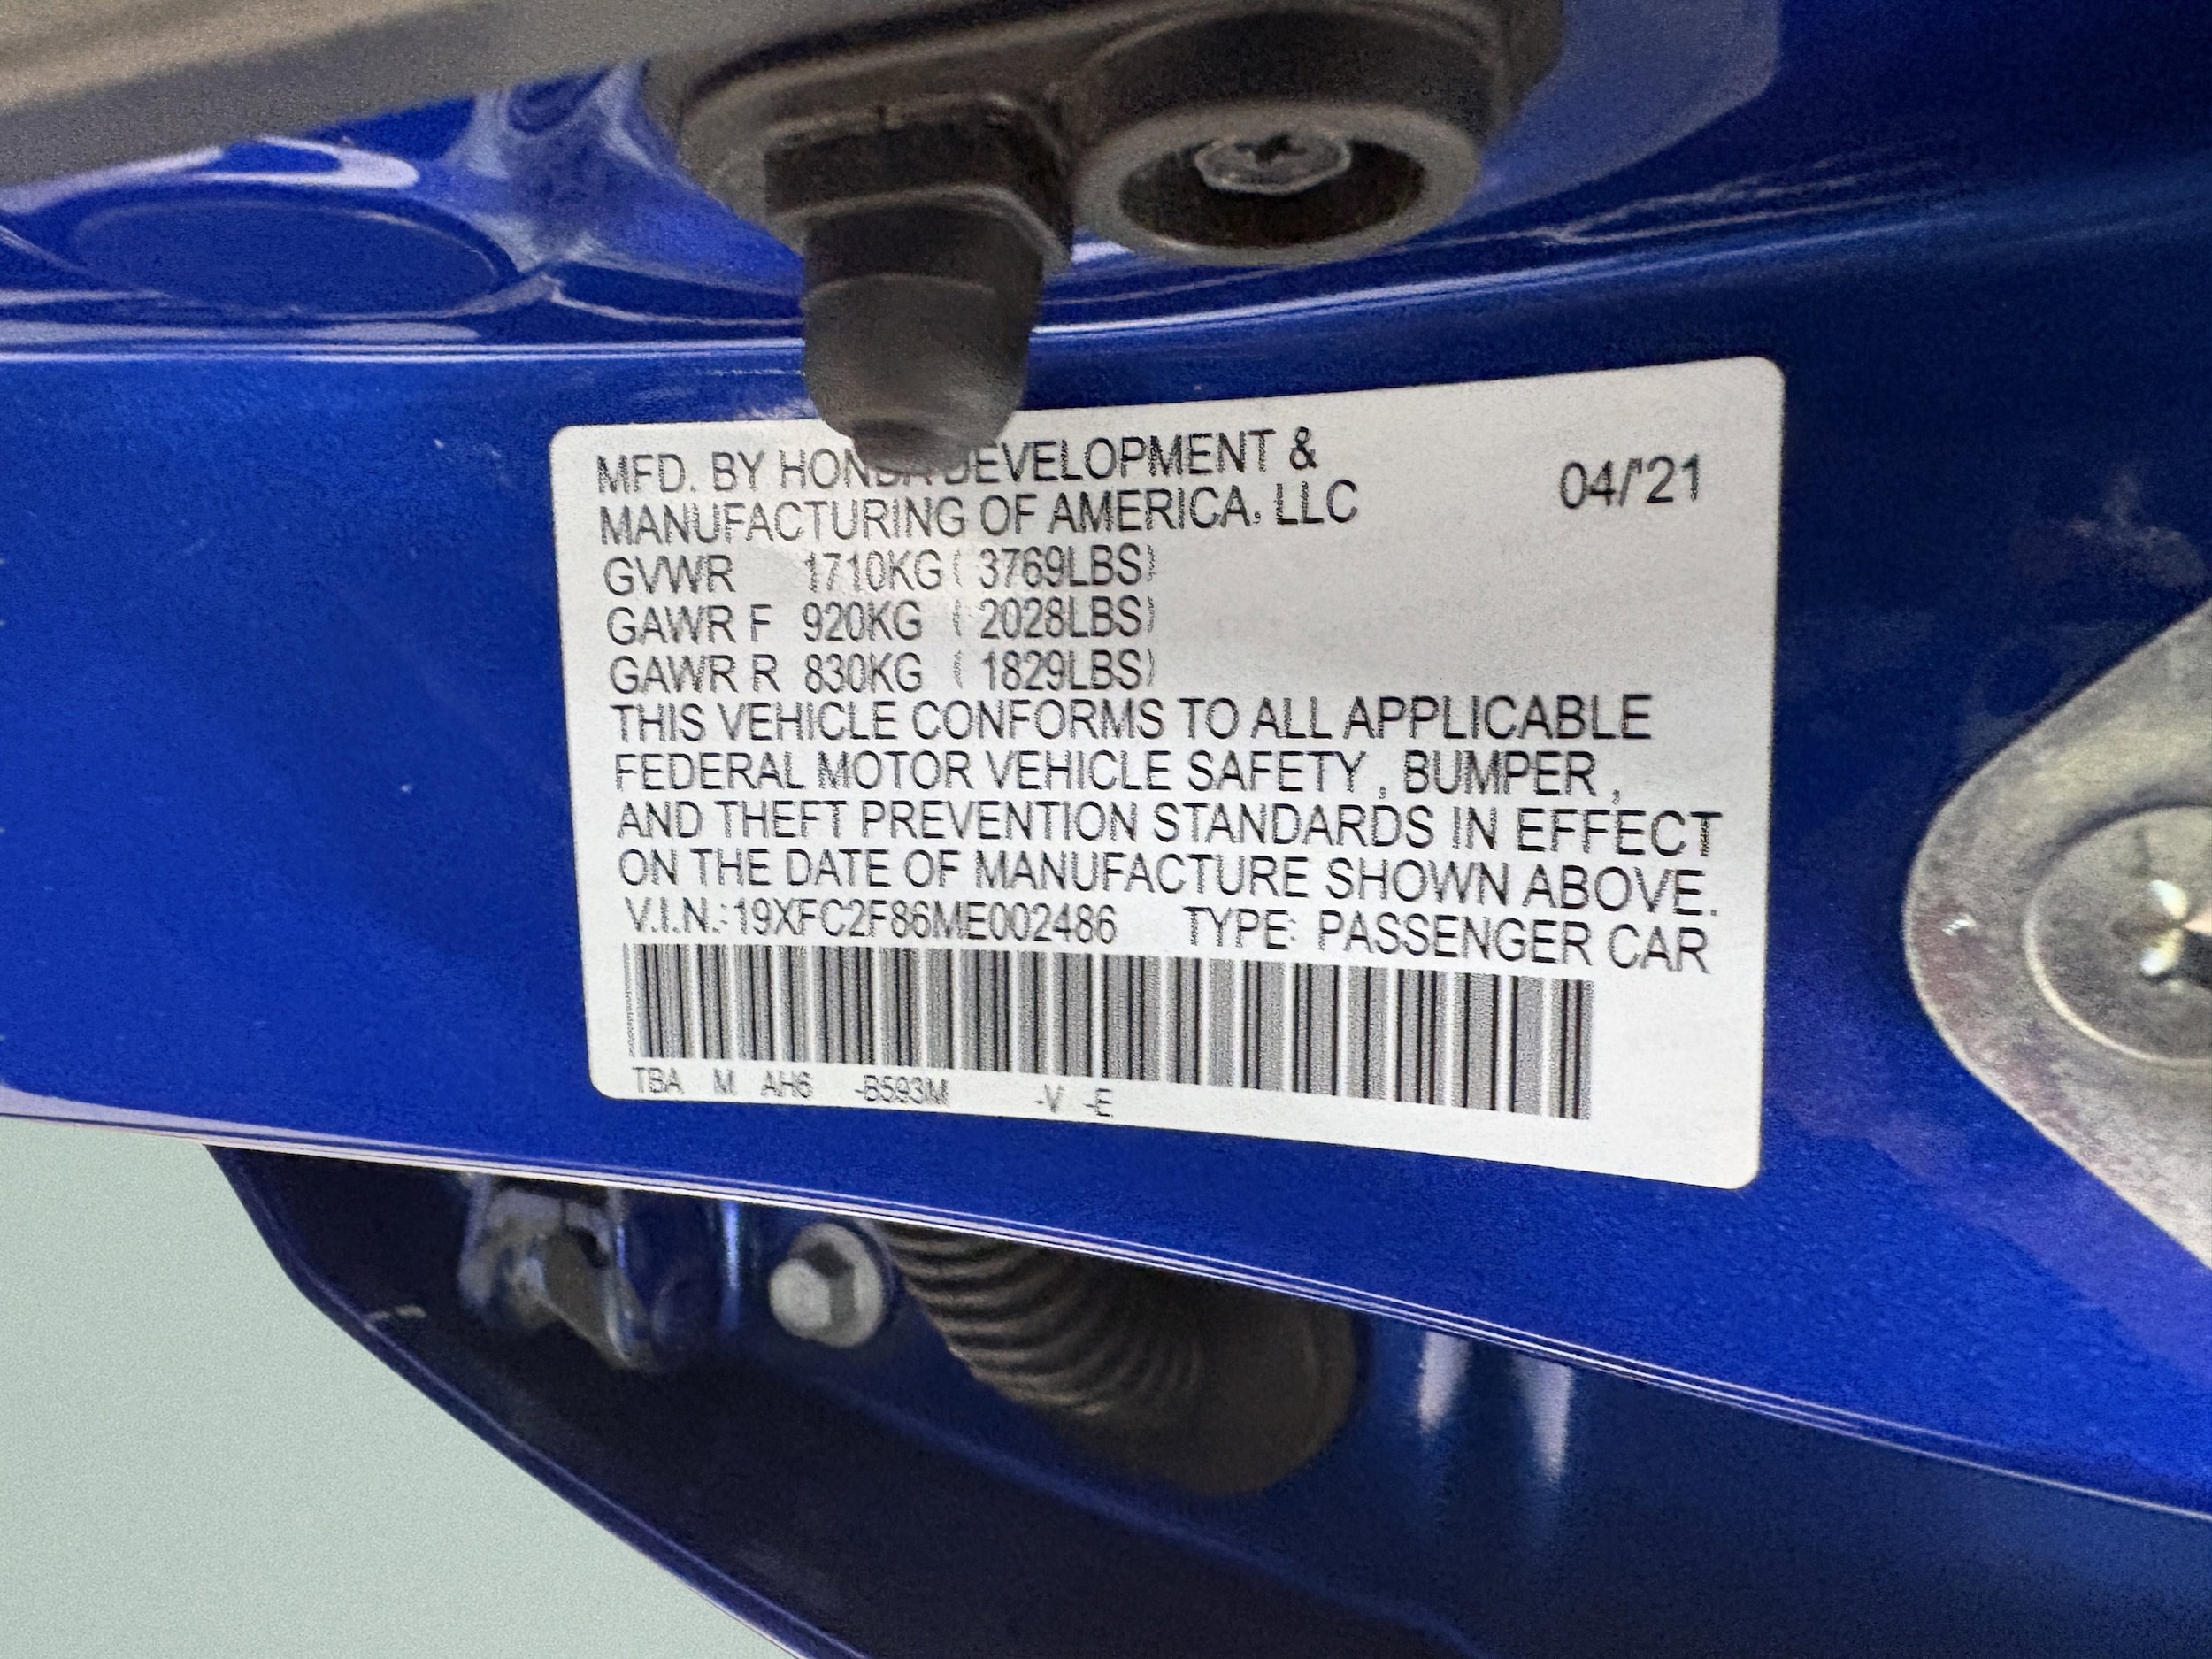 MFD. BY HONDA DEVELOPMENT &
MANUFACTURING OF AMERICA, LLC
04/'21
GVWR 1710KG ( 3769LBS)
GAWR F 920KG ( 2028LBS)
GAWR R 830KG ( 1829LBS)
THIS VEHICLE CONFORMS TO ALL APPLICABLE
FEDERAL MOTOR VEHICLE SAFETY , BUMPER ,
AND THEFT PREVENTION STANDARDS IN EFFECT
ON THE DATE OF MANUFACTURE SHOWN ABOVE.
V.I.N.:19XFC2F86ME002486 TYPE: PASSENGER CAR
TBA M AH6 -B593M -V -E